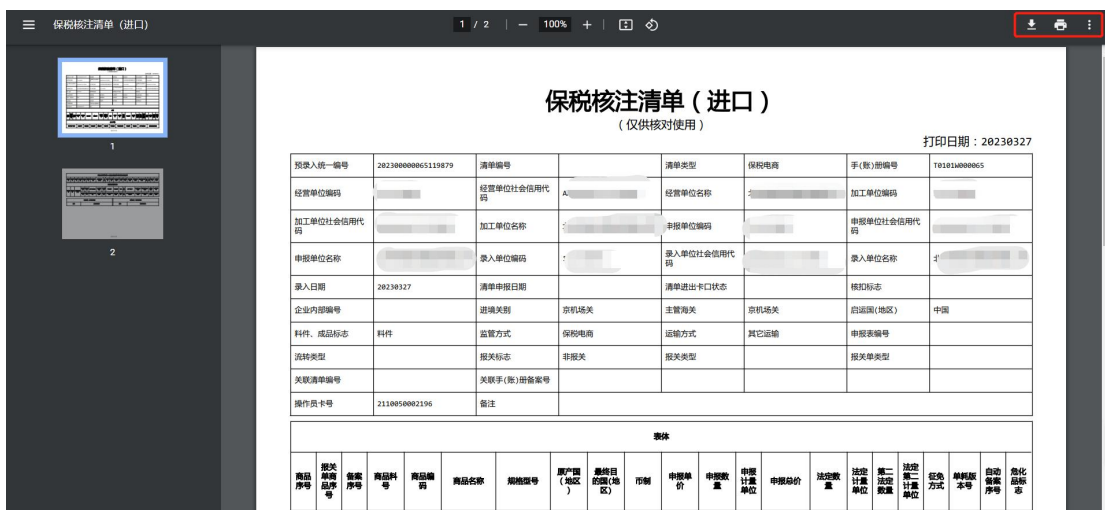 保税核注清单（进口）
1 / 2
100%
1
2
保税核注清单（进口）
（仅供核对使用）
打印日期：20230327
预录入统一编号 202300000065119879 清单编号 清单类型 保税电商 手(账)册编号 T0101W000065
经营单位编码 经营单位社会信用代码 经营单位名称 加工单位编码
加工单位社会信用代码 加工单位名称 申报单位编码 申报单位社会信用代码
申报单位名称 录入单位编码 录入单位社会信用代码 录入单位名称
录入日期 20230327 清单申报日期 清单进出卡口状态 核扣标志
企业内部编号 进境关别 京机场关 主管海关 京机场关 启运国(地区) 中国
料件、成品标志 料件 监管方式 保税电商 运输方式 其它运输 申报表编号
流转类型 报关标志 非报关 报关类型 报关单类型
关联清单编号 关联手(账)册备案号
操作员卡号 2110050002196 备注
表体
商品序号 报关单商品序号 备案序号 商品料号 商品编码 商品名称 规格型号 原产国(地区) 最终目的国(地区) 币制 申报单价 申报数量 申报计量单位 申报总价 法定数量 法定计量单位 第二法定数量 法定第二计量单位 征免方式 单耗版本号 自动备案序号 危化品标志